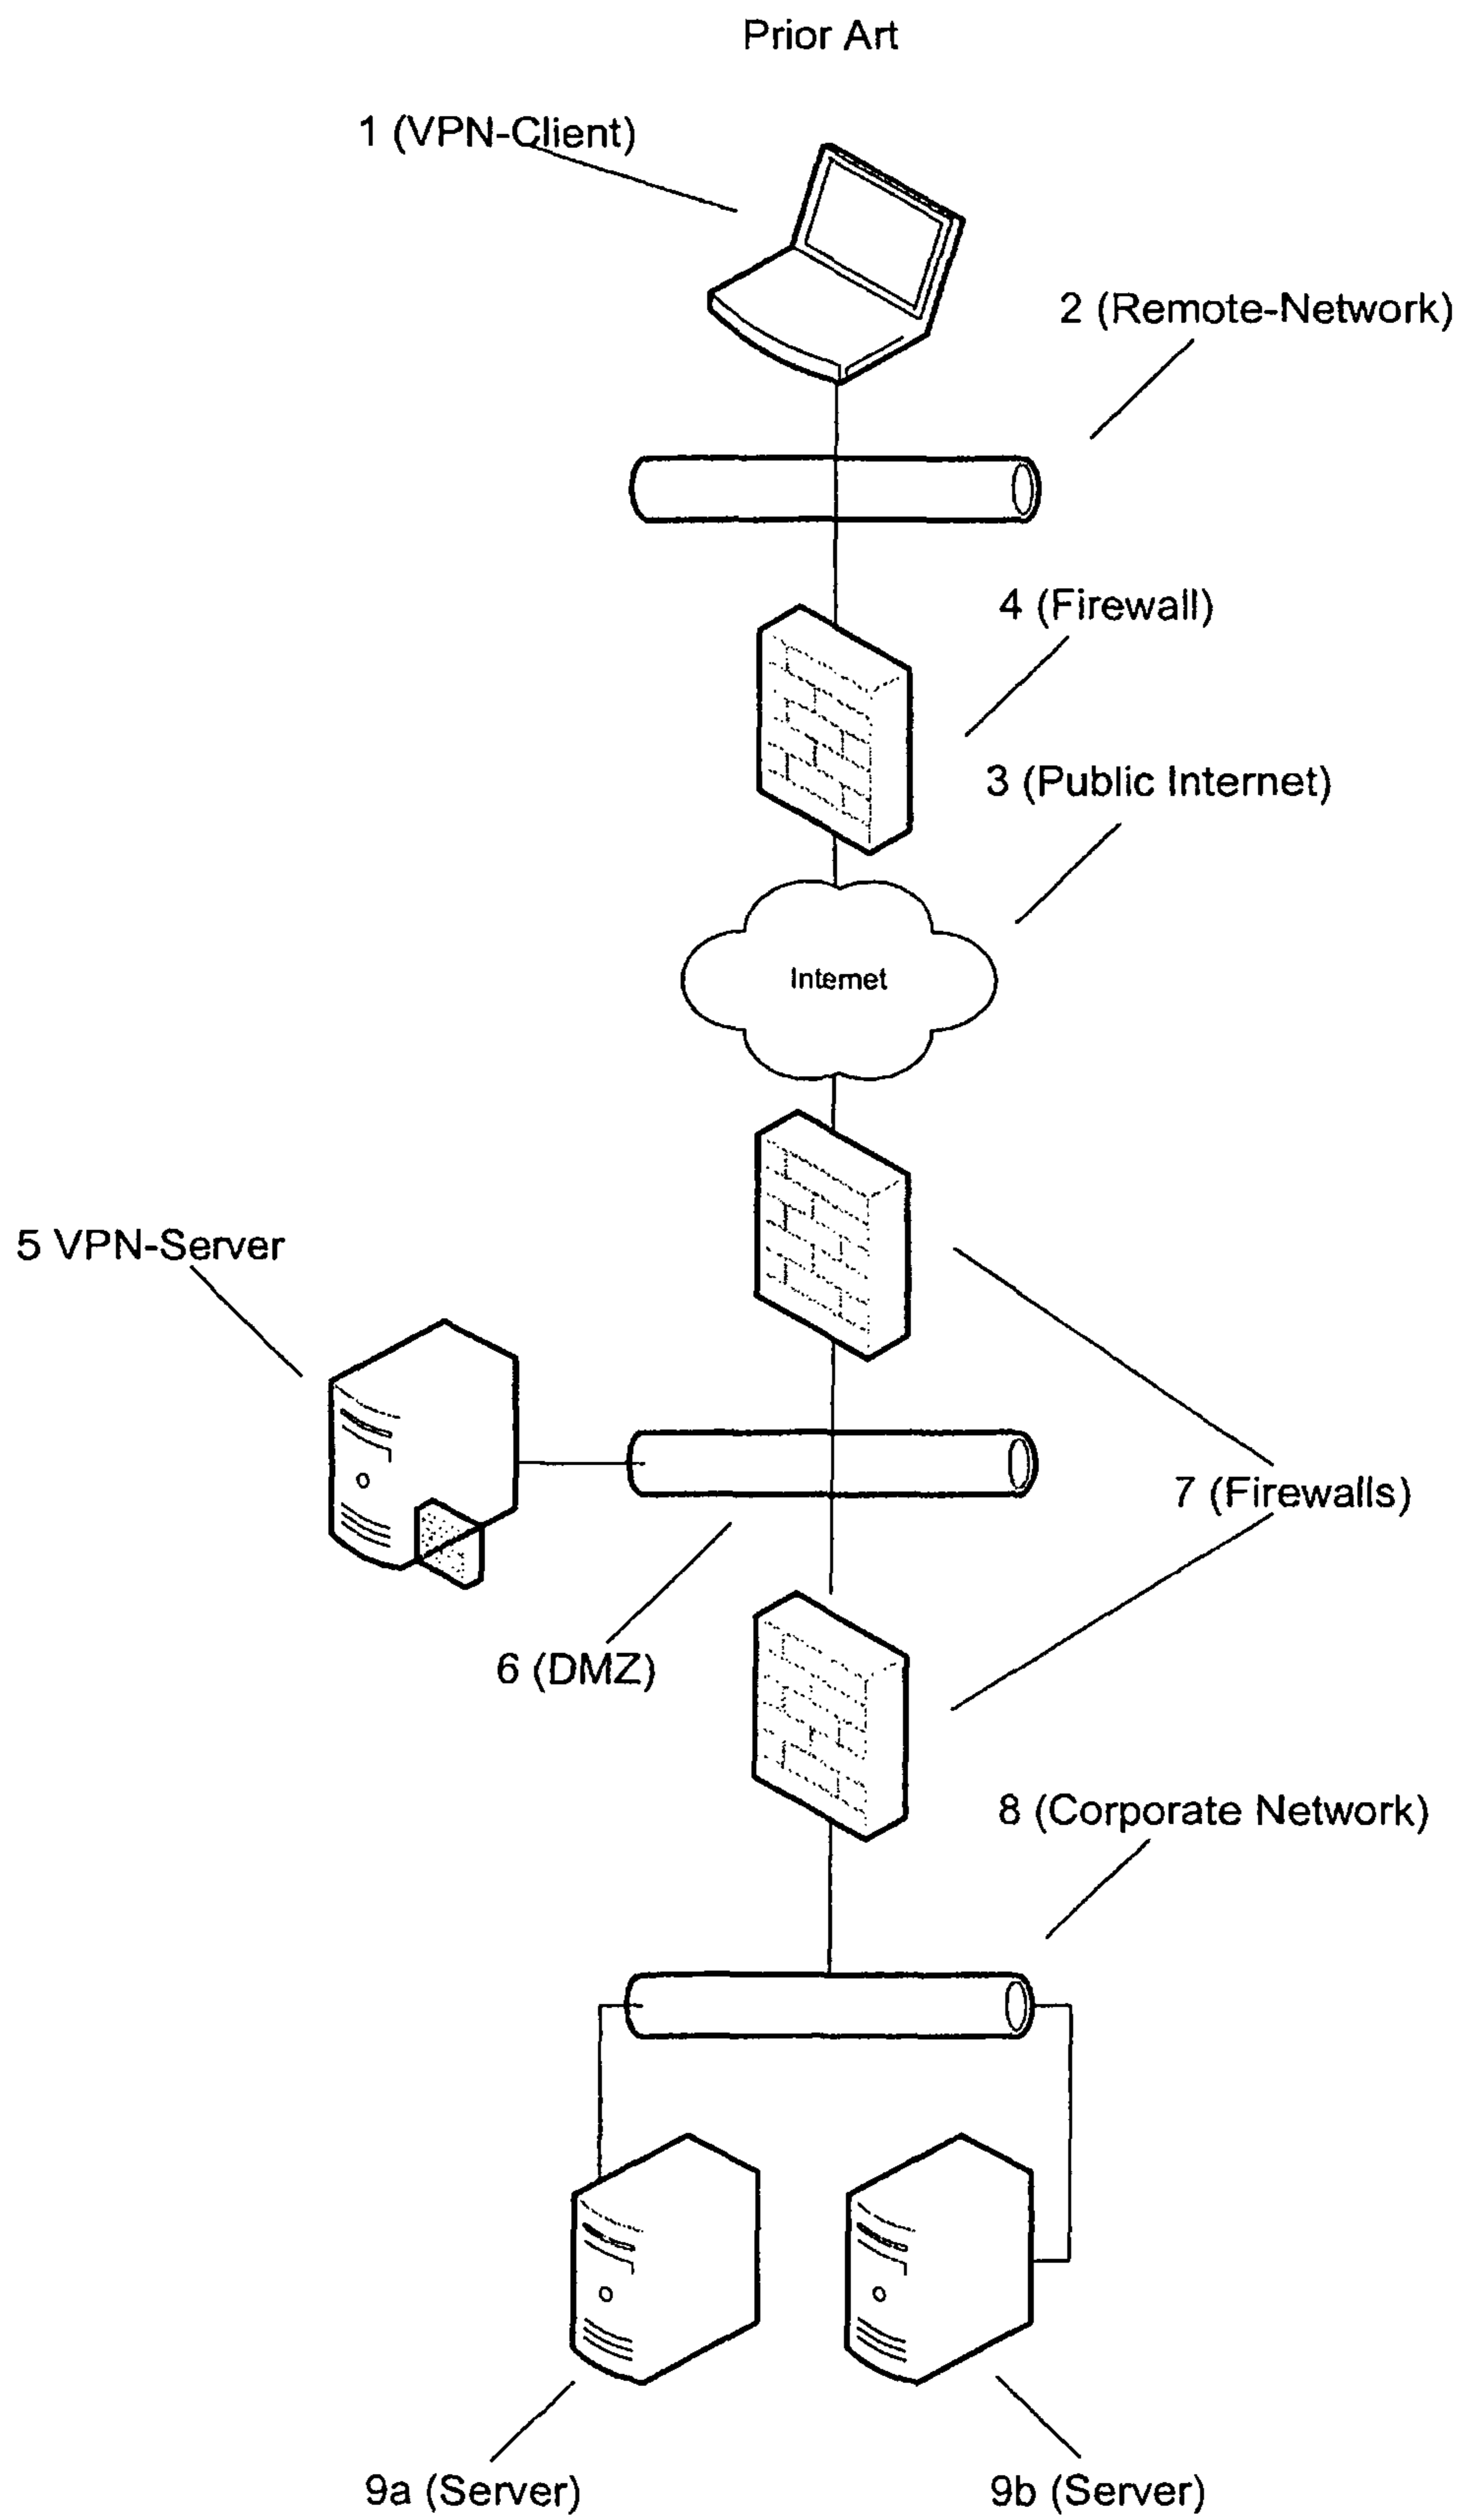 Prior Art
1 (VPN-Client)
2 (Remote-Network)
4 (Firewall)
3 (Public Internet)
Internet
5 VPN-Server
7 (Firewalls)
6 (DMZ)
8 (Corporate Network)
9a (Server)
9b (Server)